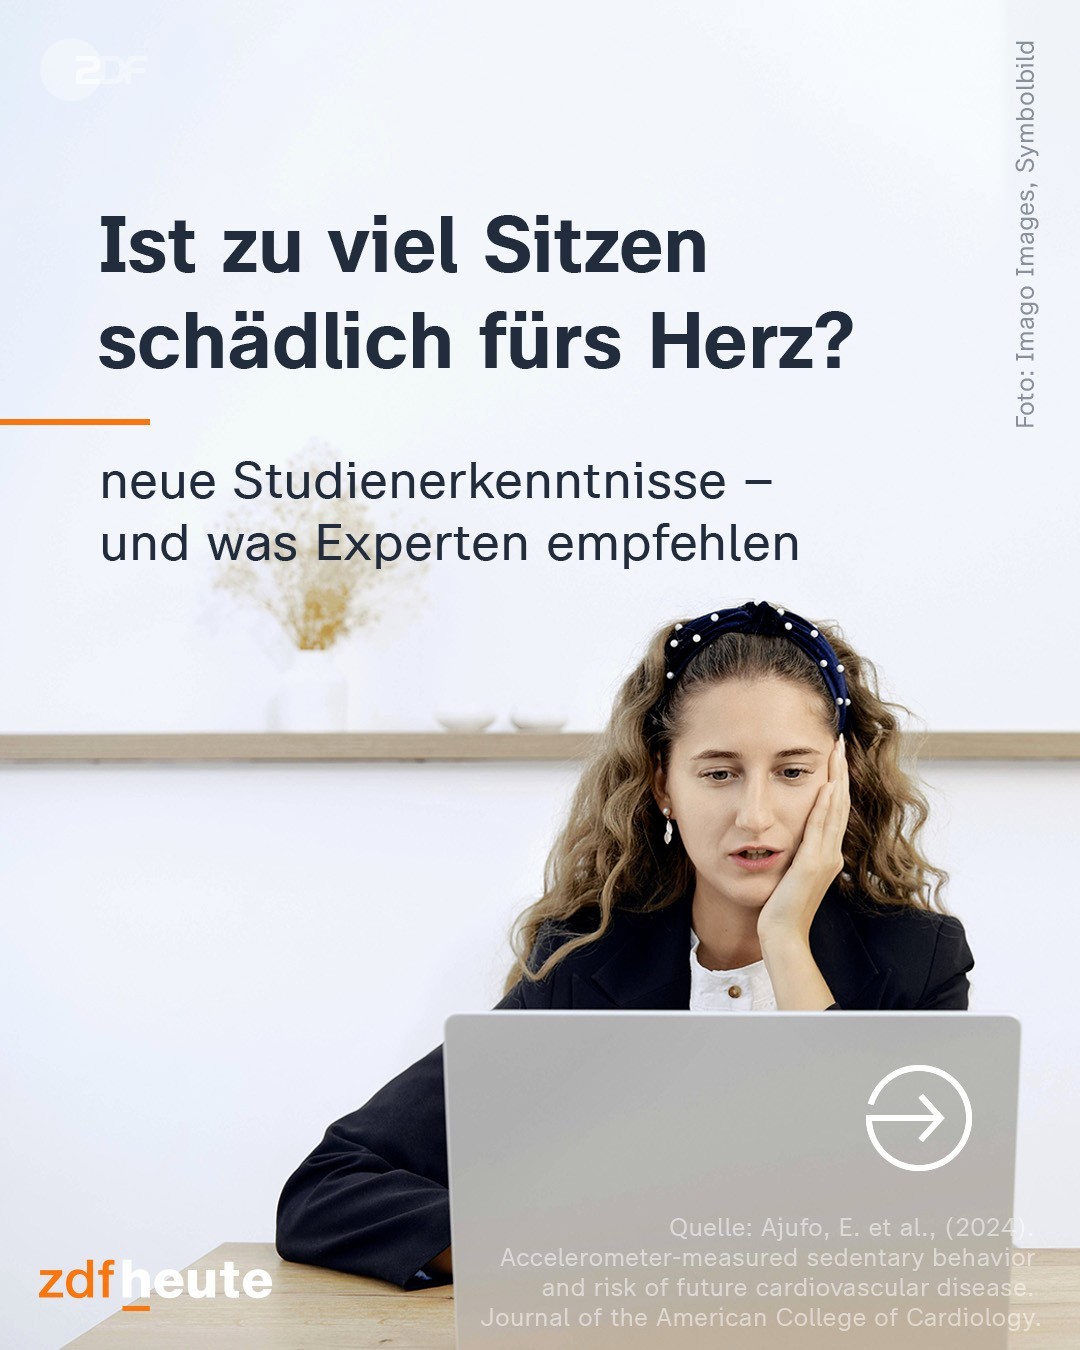 ZDF
Foto: Imago Images, Symbolbild
Ist zu viel Sitzen
schädlich fürs Herz?
neue Studienerkenntnisse –
und was Experten empfehlen
Quelle: Ajufo, E. et al., (2024).
Accelerometer-measured sedentary behavior
and risk of future cardiovascular disease.
Journal of the American College of Cardiology.
zdfheute